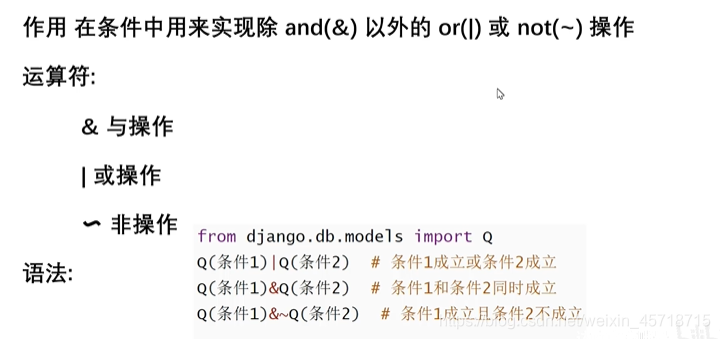 作用 在条件中用来实现除 and(&) 以外的 or(|) 或 not(~) 操作
运算符:
& 与操作
| 或操作
~ 非操作
语法:
from django.db.models import Q
Q(条件1)|Q(条件2)  # 条件1成立或条件2成立
Q(条件1)&Q(条件2)  # 条件1和条件2同时成立
Q(条件1)&~Q(条件2)  # 条件1成立且条件2不成立
https://blog.csdn.net/weixin_45718715